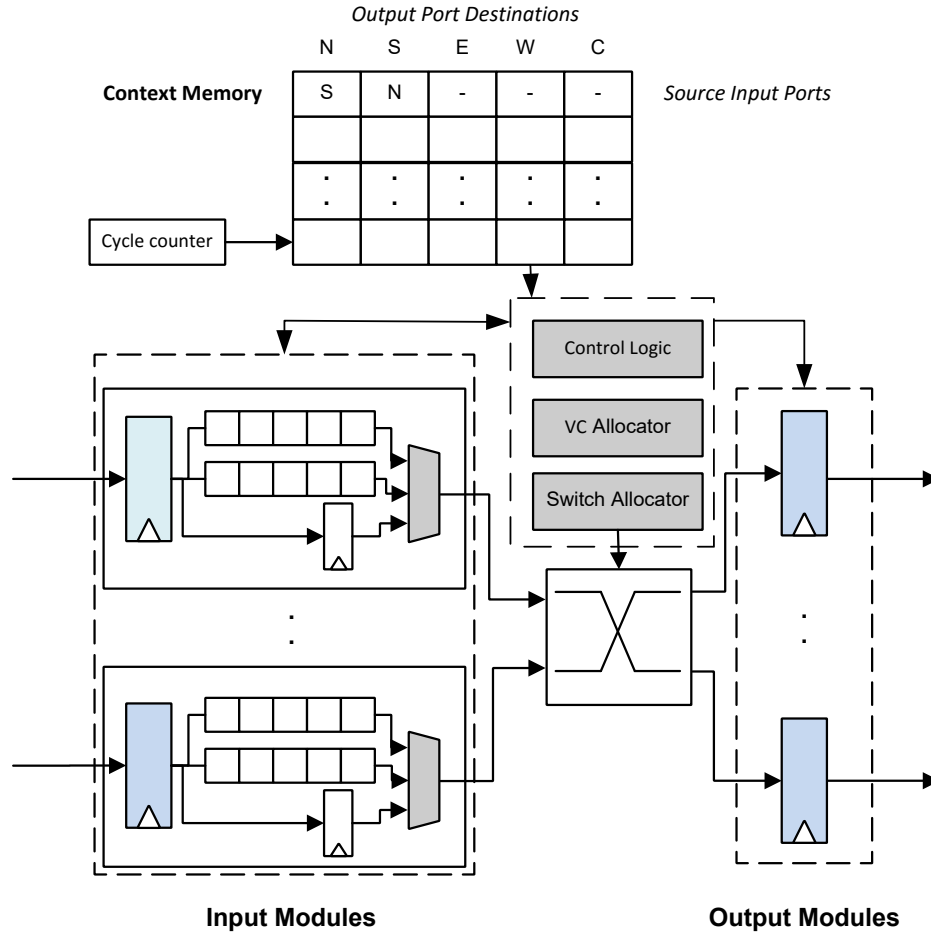 Output Port Destinations
N S E W C
Context Memory
S N - - -
Source Input Ports
: : : : :
Cycle counter
Control Logic
VC Allocator
Switch Allocator
:
:
Input Modules
Output Modules